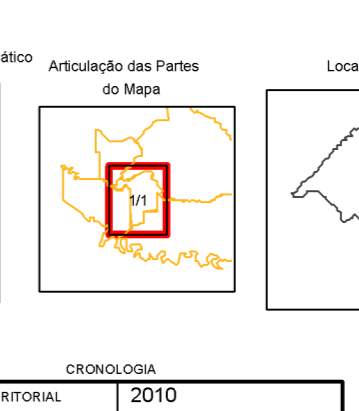 ático
Articulação das Partes
do Mapa
Loca
1/1
CRONOLOGIA
RITORIAL
2010